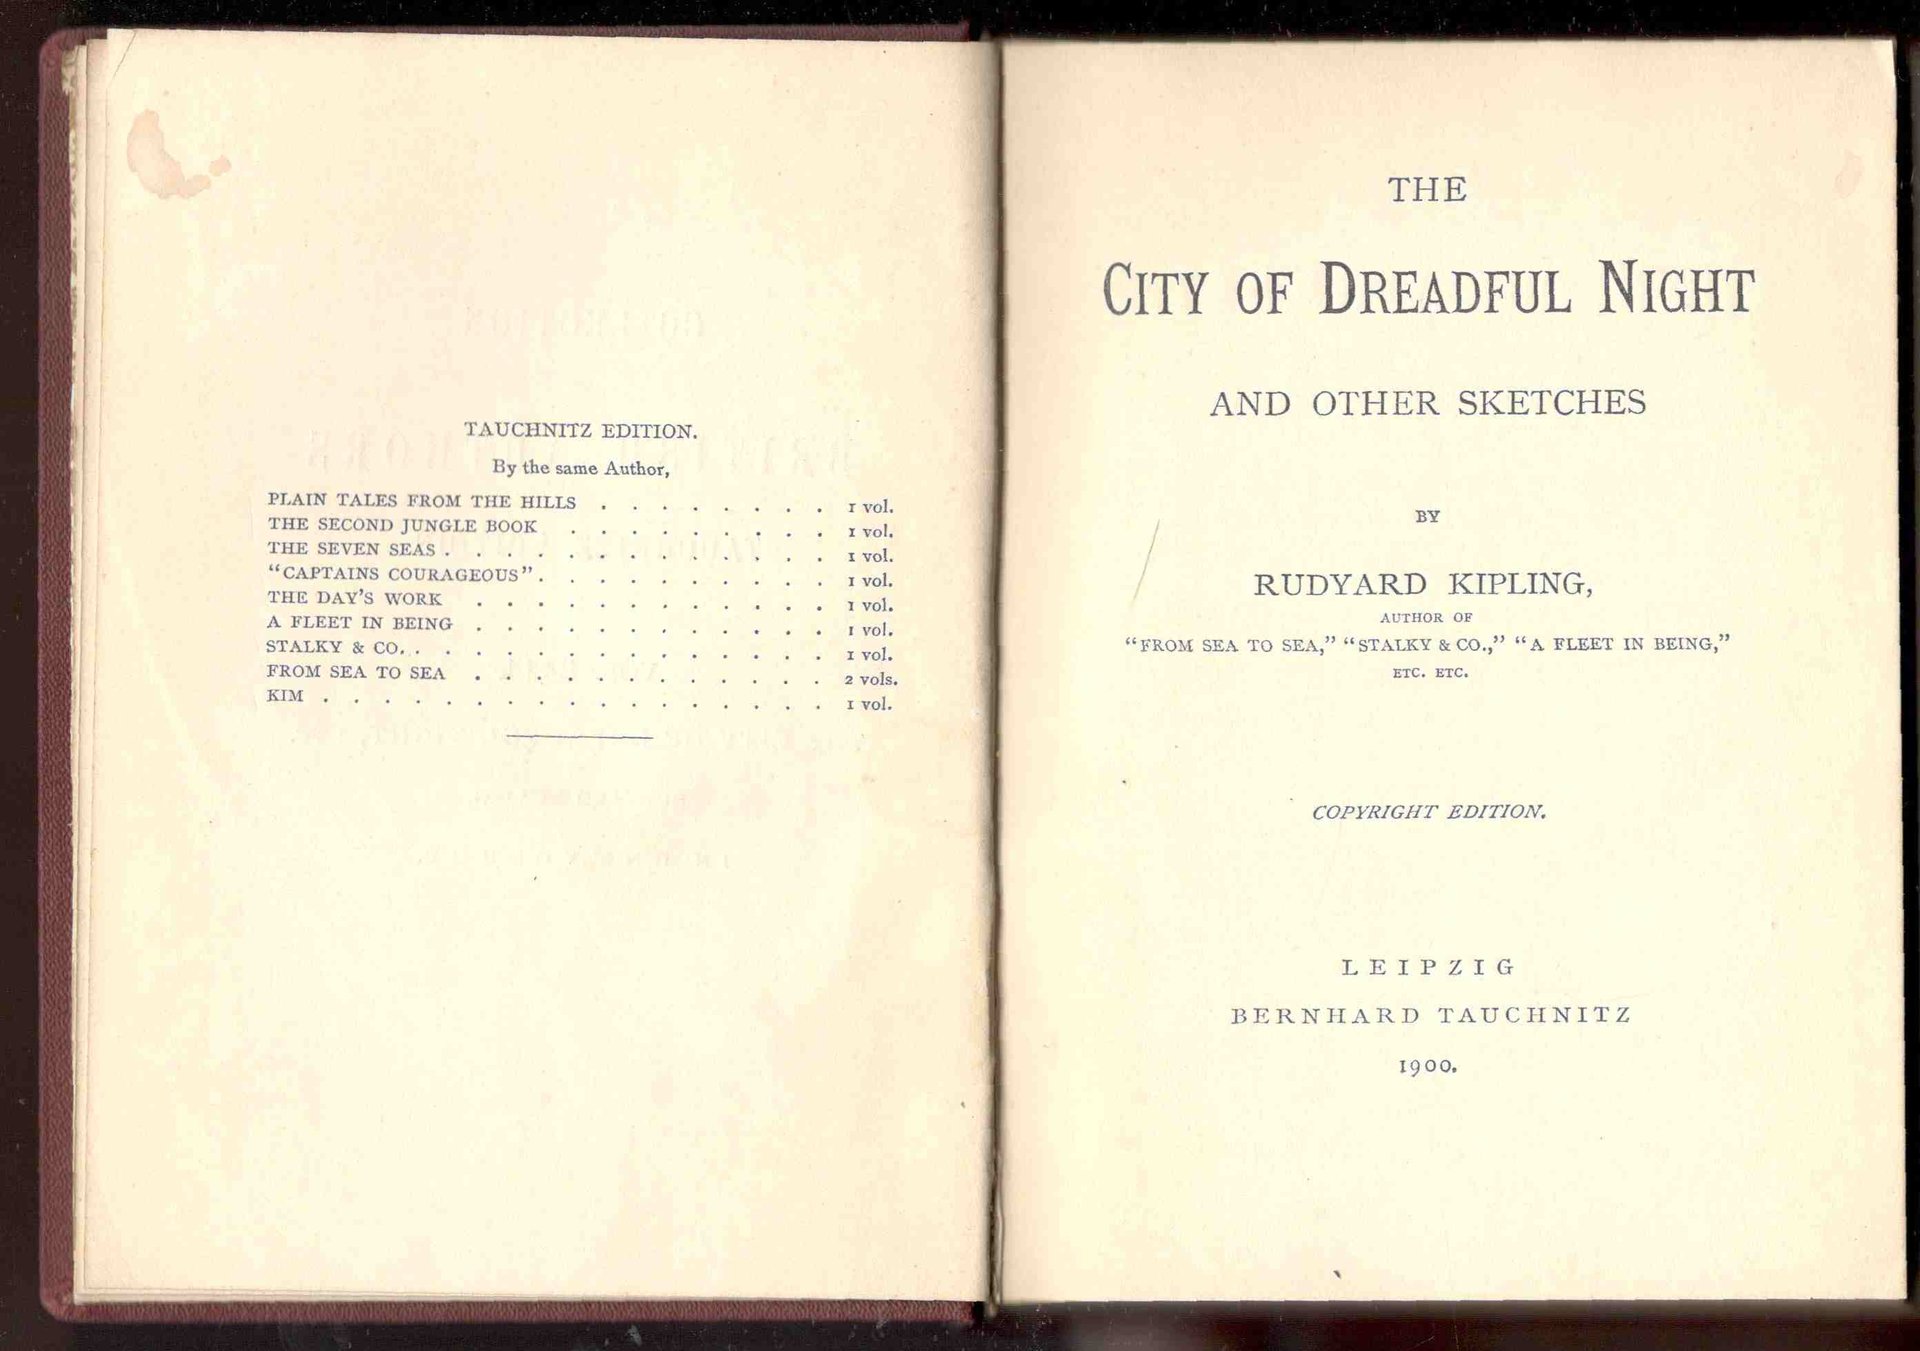 TAUCHNITZ EDITION.
By the same Author,
PLAIN TALES FROM THE HILLS . . . . . . . . 1 vol.
THE SECOND JUNGLE BOOK . . . . . . . . . 1 vol.
THE SEVEN SEAS . . . . . . . . . . . . . 1 vol.
“CAPTAINS COURAGEOUS” . . . . . . . . . . 1 vol.
THE DAY’S WORK . . . . . . . . . . . . 1 vol.
A FLEET IN BEING . . . . . . . . . . . . 1 vol.
STALKY & CO. . . . . . . . . . . . . . . 1 vol.
FROM SEA TO SEA . . . . . . . . . . . . 2 vols.
KIM . . . . . . . . . . . . . . . . . 1 vol.
THE
CITY OF DREADFUL NIGHT
AND OTHER SKETCHES
BY
RUDYARD KIPLING,
AUTHOR OF
“FROM SEA TO SEA,” “STALKY & CO.,” “A FLEET IN BEING,”
ETC. ETC.
COPYRIGHT EDITION.
LEIPZIG
BERNHARD TAUCHNITZ
1900.